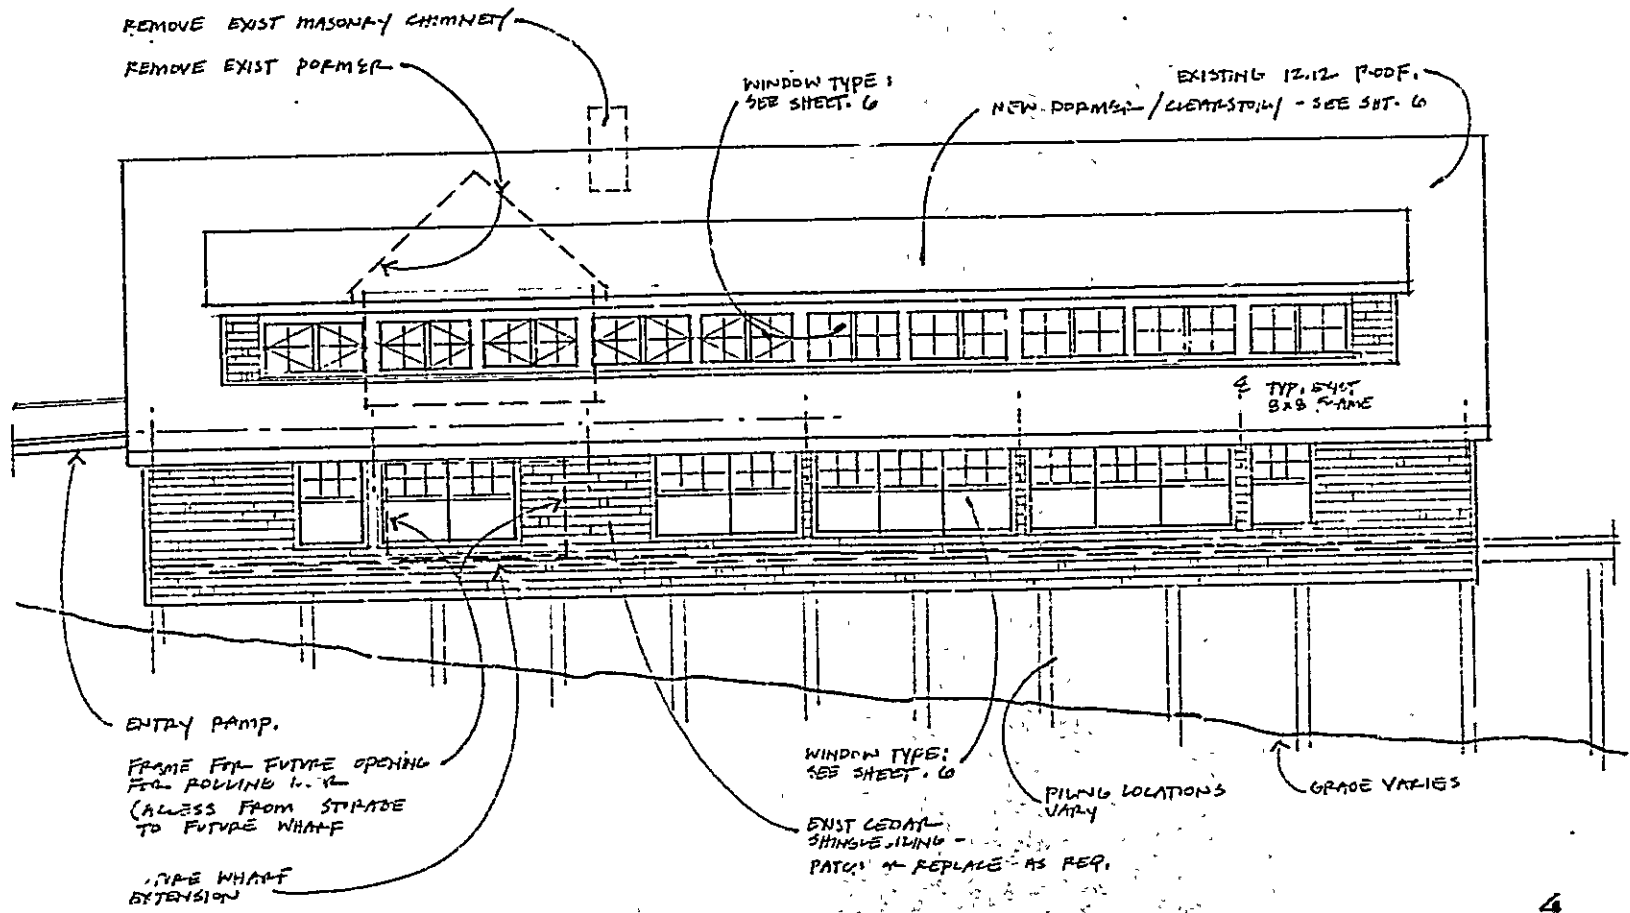 REMOVE EXIST MASONRY CHIMNEY
REMOVE EXIST DORMER
WINDOW TYPE:
SEE SHEET. 6
EXISTING 12.12 ROOF.
NEW DORMER/CLEARSTORY - SEE SHT. 6
TYP. EXIST.
8x8 FRAME
ENTRY RAMP.
FRAME FOR FUTURE OPENING
FOR ROLLING
(ACCESS FROM STORAGE
TO FUTURE WHARF
WHARF
EXTENSION
WINDOW TYPE:
SEE SHEET. 6
EXIST CEDAR
SHINGLE SIDING -
PATCH OR REPLACE AS REQ.
PILING LOCATIONS
VARY
GRADE VARIES
4